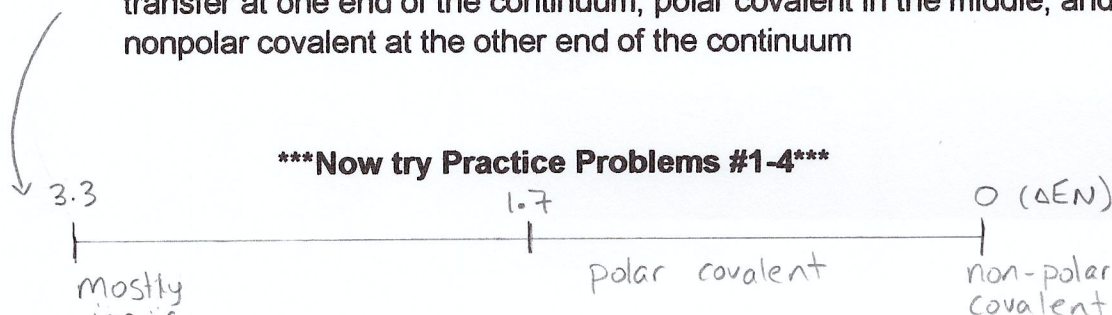 transfer at one end of the continuum, polar covalent in the middle, and
nonpolar covalent at the other end of the continuum
***Now try Practice Problems #1-4***
3.3 1.7 0 (ΔEN)
mostly polar covalent non-polar
covalent